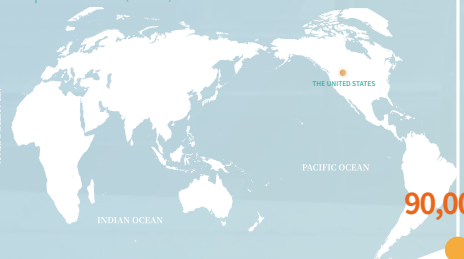 THE UNITED STATES
PACIFIC OCEAN
90,00
INDIAN OCEAN